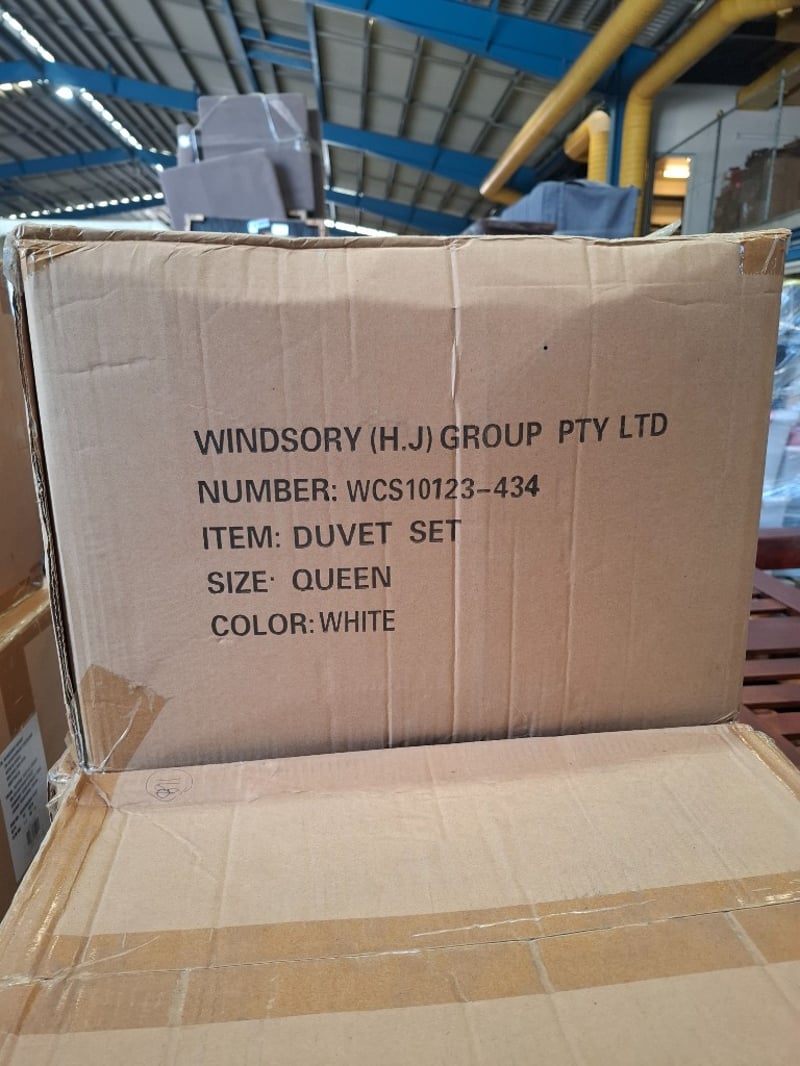 WINDSORY (H.J) GROUP PTY LTD
NUMBER: WCS10123-434
ITEM: DUVET SET
SIZE: QUEEN
COLOR: WHITE